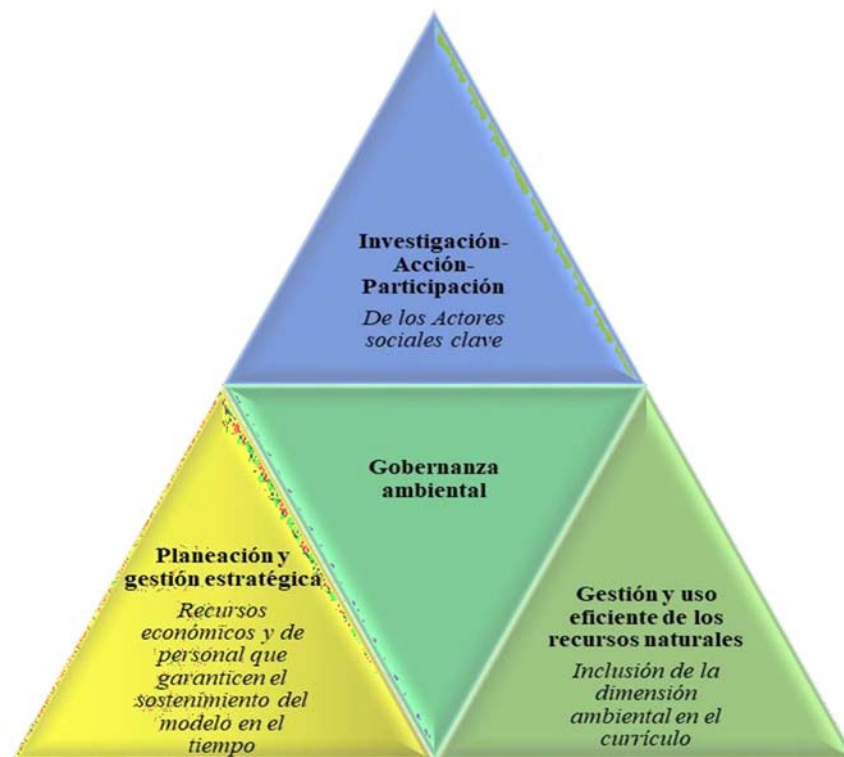 Investigación-
Acción-
Participación
De los Actores
sociales clave
Gobernanza
ambiental
Planeación y
gestión estratégica
Recursos
económicos y de
personal que
garanticen el
sostenimiento del
modelo en el
tiempo
Gestión y uso
eficiente de los
recursos naturales
Inclusión de la
dimensión
ambiental en el
currículo